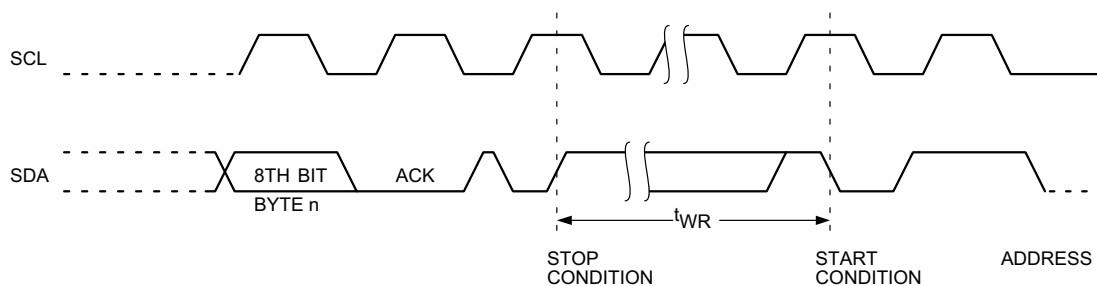 SCL
SDA
8TH BIT
ACK
BYTE n
tWR
STOP
CONDITION
START
CONDITION
ADDRESS